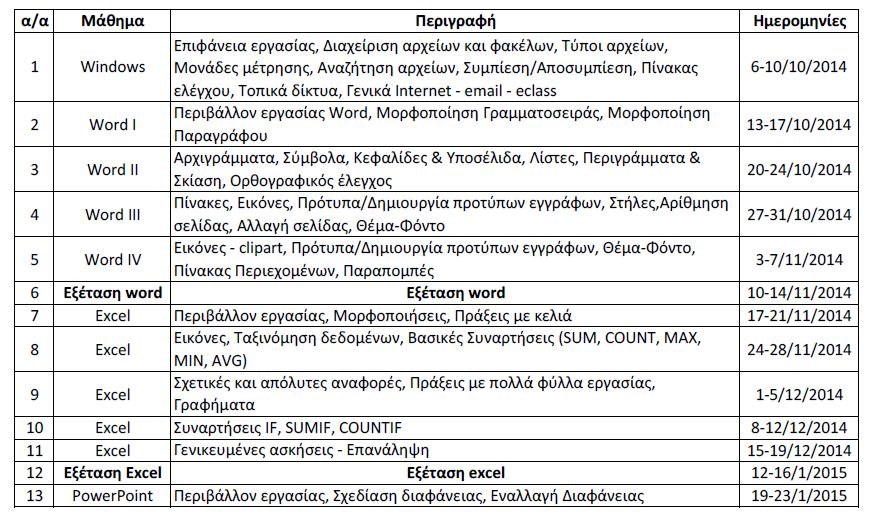 α/α Μάθημα Περιγραφή Ημερομηνίες
1 Windows Επιφάνεια εργασίας, Διαχείριση αρχείων και φακέλων, Τύποι αρχείων,
Μονάδες μέτρησης, Αναζήτηση αρχείων, Συμπίεση/Αποσυμπίεση, Πίνακας
ελέγχου, Τοπικά δίκτυα, Γενικά Internet - email - eclass 6-10/10/2014
2 Word I Περιβάλλον εργασίας Word, Μορφοποίηση Γραμματοσειράς, Μορφοποίηση
Παραγράφου 13-17/10/2014
3 Word II Αρχιγράμματα, Σύμβολα, Κεφαλίδες & Υποσέλιδα, Λίστες, Περιγράμματα &
Σκίαση, Ορθογραφικός έλεγχος 20-24/10/2014
4 Word III Πίνακες, Εικόνες, Πρότυπα/Δημιουργία προτύπων εγγράφων, Στήλες,Αρίθμηση
σελίδας, Αλλαγή σελίδας, Θέμα-Φόντο 27-31/10/2014
5 Word IV Εικόνες - clipart, Πρότυπα/Δημιουργία προτύπων εγγράφων, Θέμα-Φόντο,
Πίνακας Περιεχομένων, Παραπομπές 3-7/11/2014
6 Εξέταση word Εξέταση word 10-14/11/2014
7 Excel Περιβάλλον εργασίας, Μορφοποιήσεις, Πράξεις με κελιά 17-21/11/2014
8 Excel Εικόνες, Ταξινόμηση δεδομένων, Βασικές Συναρτήσεις (SUM, COUNT, MAX,
MIN, AVG) 24-28/11/2014
9 Excel Σχετικές και απόλυτες αναφορές, Πράξεις με πολλά φύλλα εργασίας,
Γραφήματα 1-5/12/2014
10 Excel Συναρτήσεις IF, SUMIF, COUNTIF 8-12/12/2014
11 Excel Γενικευμένες ασκήσεις - Επανάληψη 15-19/12/2014
12 Εξέταση Excel Εξέταση excel 12-16/1/2015
13 PowerPoint Περιβάλλον εργασίας, Σχεδίαση διαφάνειας, Εναλλαγή Διαφάνειας 19-23/1/2015